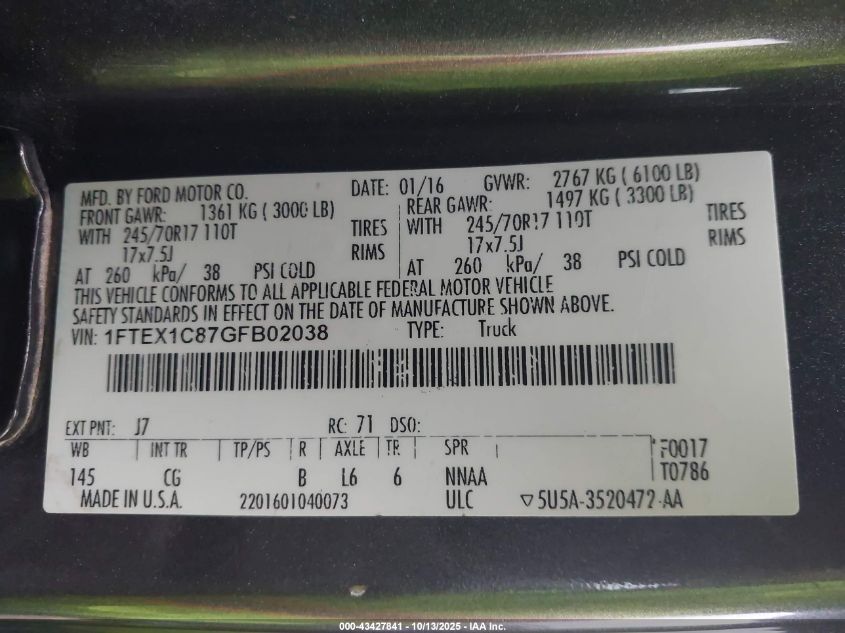 MFD. BY FORD MOTOR CO. DATE: 01/16 GVWR: 2767 KG ( 6100 LB)
FRONT GAWR: 1361 KG ( 3000 LB) REAR GAWR: 1497 KG ( 3300 LB)
WITH 245/70R17 110T TIRES WITH 245/70R17 110T TIRES
17x7.5J RIMS 17x7.5J RIMS
AT 260 kPa/ 38 PSI COLD AT 260 kPa/ 38 PSI COLD
THIS VEHICLE CONFORMS TO ALL APPLICABLE FEDERAL MOTOR VEHICLE
SAFETY STANDARDS IN EFFECT ON THE DATE OF MANUFACTURE SHOWN ABOVE.
VIN: 1FTEX1C87GFB02038 TYPE: Truck
EXT PNT: J7 RC: 71 DSO:
WB INT TR TP/PS R AXLE TR SPR F0017
145 CG B L6 6 NNAA T0786
MADE IN U.S.A. 2201601040073 ULC ▽5U5A-3520472-AA
000-43427841 - 10/13/2025 - IAA Inc.